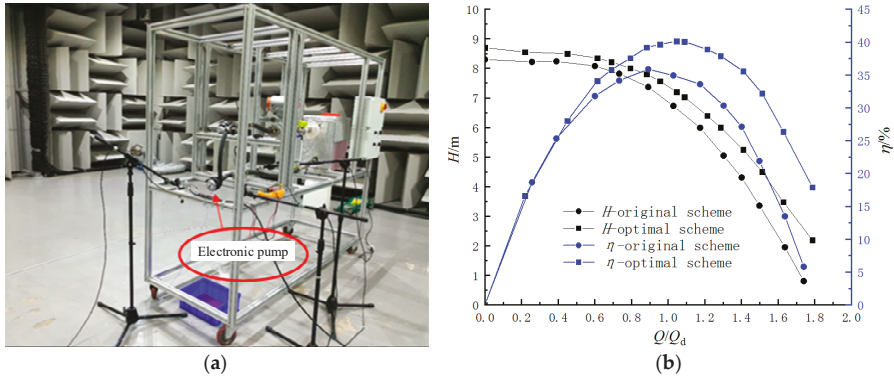 Electronic pump
(a)
(b)
10
9
8
7
6
5
4
3
2
1
0
H/m
45
40
35
30
25
20
15
10
5
0
η/%
H-original scheme
H-optimal scheme
η-original scheme
η-optimal scheme
0.0 0.2 0.4 0.6 0.8 1.0 1.2 1.4 1.6 1.8 2.0
Q/Qd